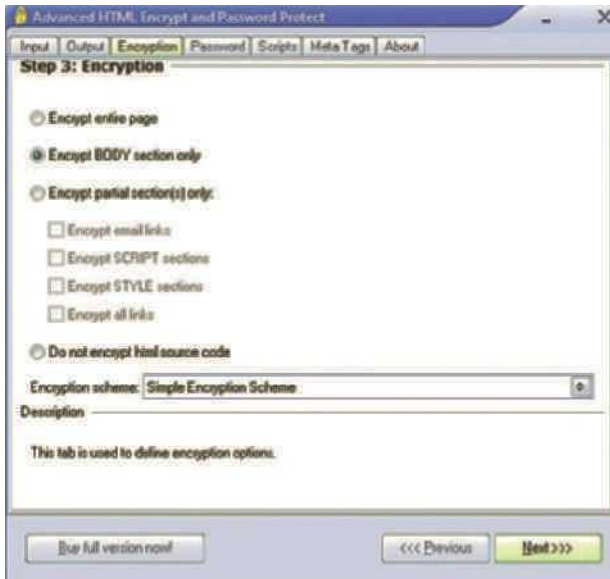 Advanced HTML Encrypt and Password Protect
Input Output Encryption Password Scripts Meta Tags About
Step 3: Encryption
Encrypt entire page
Encrypt BODY section only
Encrypt partial section(s) only:
Encrypt email links
Encrypt SCRIPT sections
Encrypt STYLE sections
Encrypt all links
Do not encrypt html source code
Encryption scheme: Simple Encryption Scheme
Description
This tab is used to define encryption options.
Buy full version now! <<< Previous Next >>>